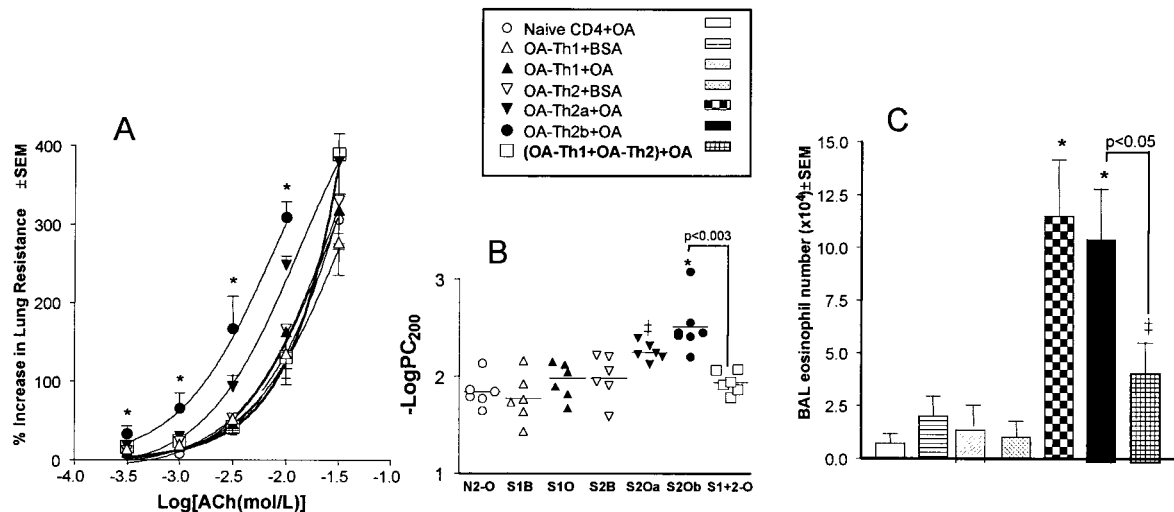 Naive CD4+OA
OA-Th1+BSA
OA-Th1+OA
OA-Th2+BSA
OA-Th2a+OA
OA-Th2b+OA
(OA-Th1+OA-Th2)+OA
A
% Increase in Lung Resistance ±SEM
400
300
200
100
0
* * * *
-4.0 -3.5 -3.0 -2.5 -2.0 -1.5 -1.0
Log[ACh(mol/L)]
B
-LogPC200
3
2
1
p<0.003
*
‡
N2-O S1B S1O S2B S2Oa S2Ob S1+2-O
C
BAL eosinophil number (x10⁴)±SEM
15.0
12.5
10.0
7.5
5.0
2.5
0
p<0.05
* *
‡